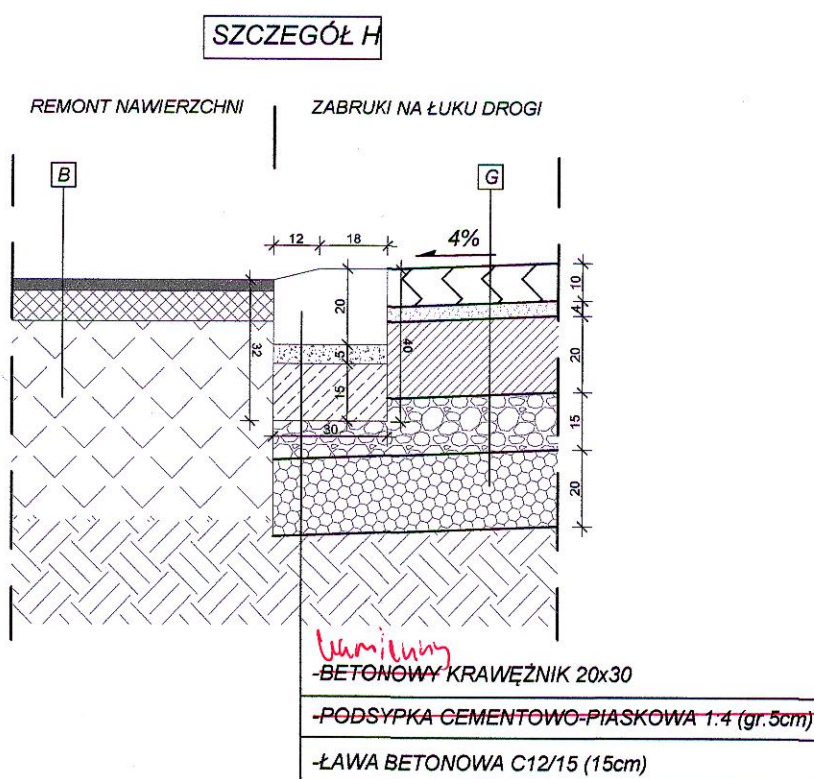 SZCZEGÓŁ H
REMONT NAWIERZCHNI
ZABRUKI NA ŁUKU DROGI
B
G
12
18
4%
10
4
20
5
15
40
32
30
20
15
20
kamienny
-BETONOWY KRAWĘŻNIK 20x30
-PODSYPKA CEMENTOWO-PIASKOWA 1:4 (gr.5cm)
-ŁAWA BETONOWA C12/15 (15cm)